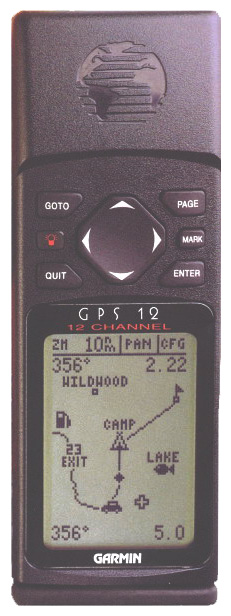 GOTO PAGE
MARK
QUIT ENTER
GPS 12
12 CHANNEL
ZM 10 PAN CFG
356° 2.22
WILDWOOD
CAMP
23
EXIT LAKE
356° 5.0
GARMIN